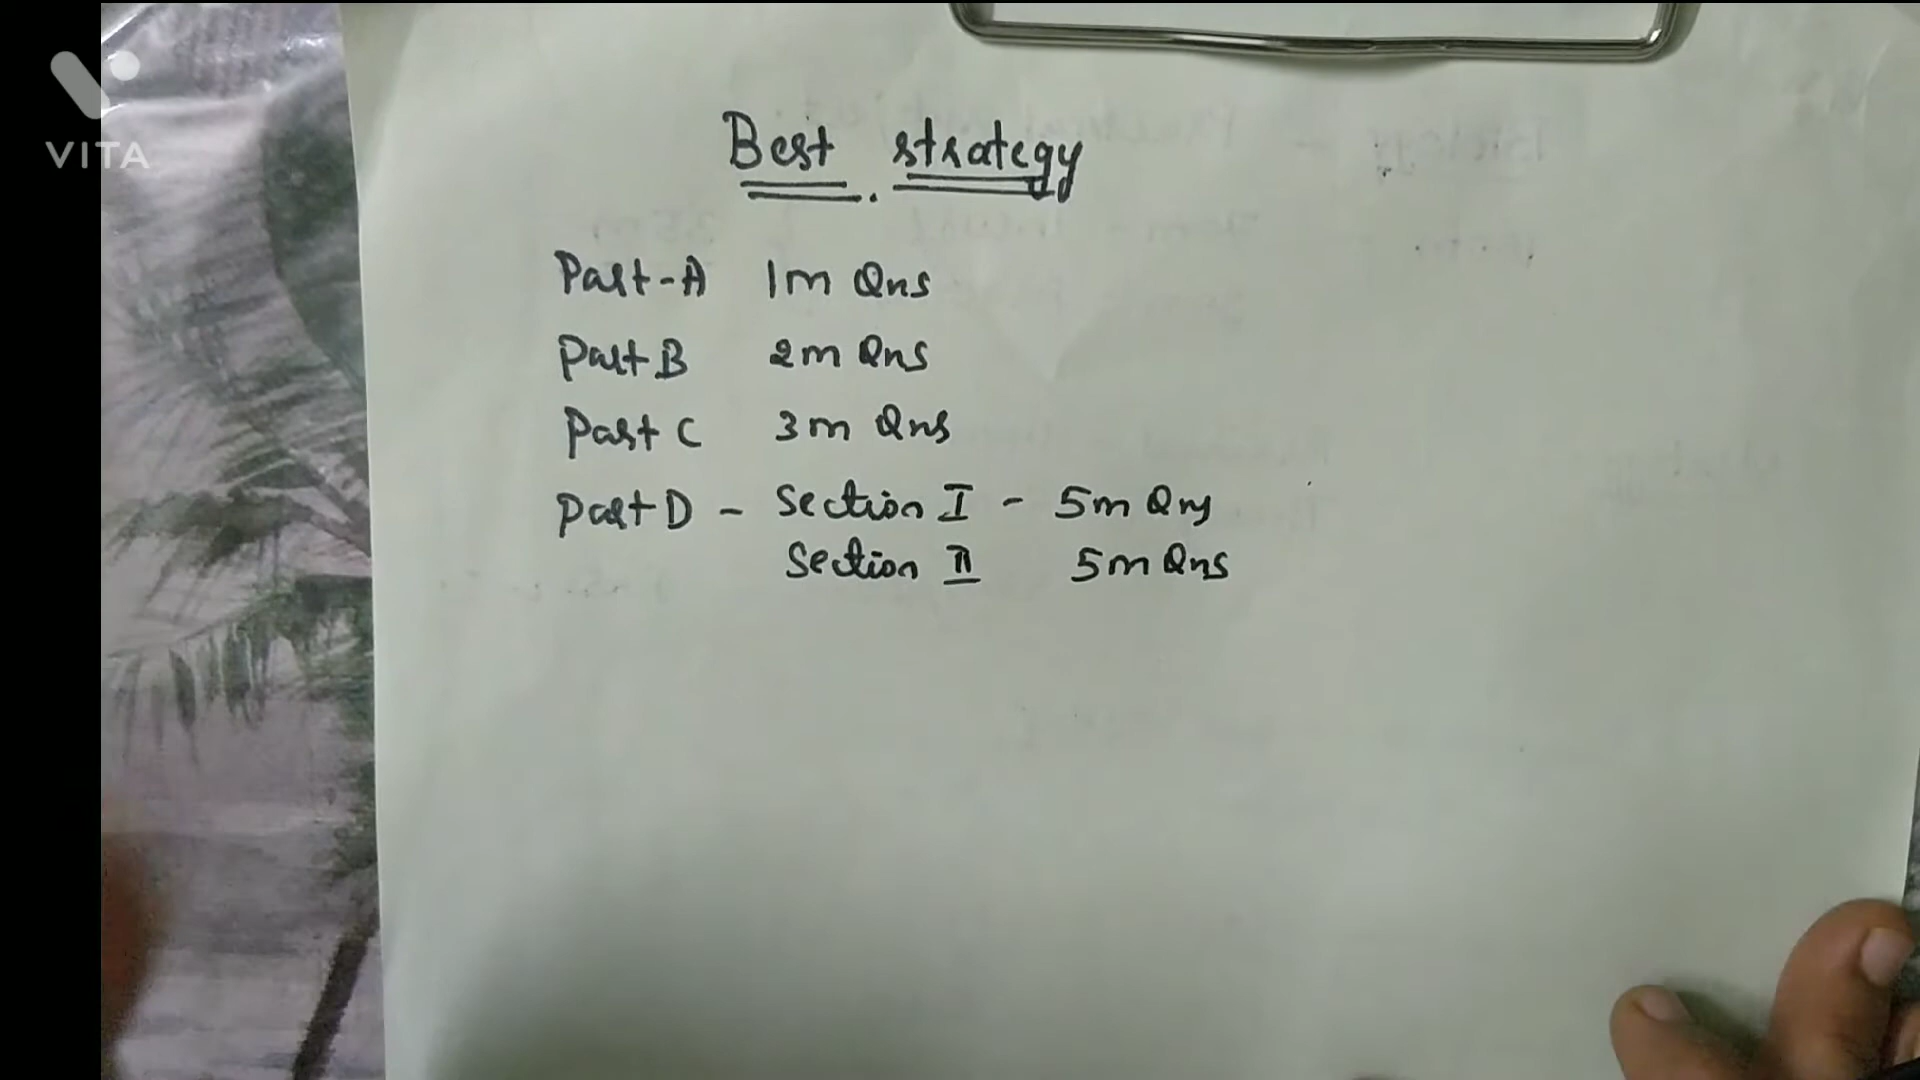 VITA
Best strategy
Part-A 1m Qns
Part B 2m Qns
Part C 3m Qns
Part D - Section I - 5m Qns
Section II 5m Qns